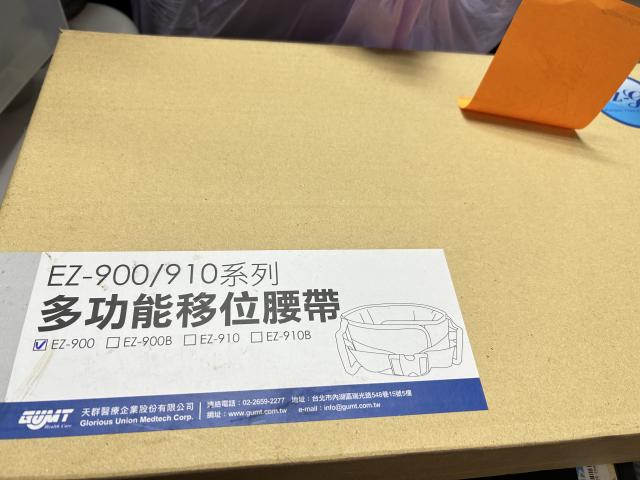 EZ-900/910系列
多功能移位腰帶
☑ EZ-900 ☐ EZ-900B ☐ EZ-910 ☐ EZ-910B
GUMT
Health Care
天群醫療企業股份有限公司
Glorious Union Medtech Corp.
洽詢電話：02-2659-2277 地址：台北市內湖區瑞光路548巷15號5樓
網址：www.gumt.com.tw e-mail：info@gumt.com.tw